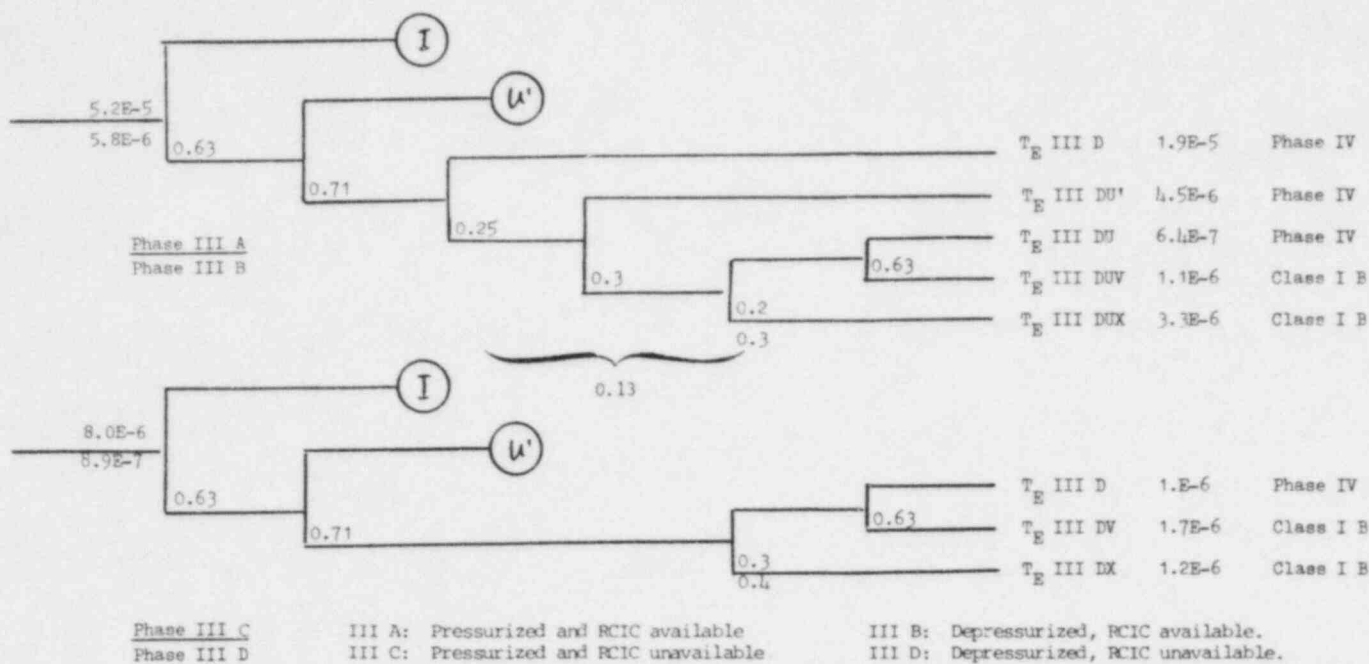 I
U'
5.2E-5
5.8E-6
0.63
0.71
T_E III D 1.9E-5 Phase IV
0.25
T_E III DU' 4.5E-6 Phase IV
Phase III A
Phase III B
T_E III DU 6.4E-7 Phase IV
0.63
0.3
T_E III DUV 1.1E-6 Class I B
0.2
T_E III DUX 3.3E-6 Class I B
0.3
0.13
I
8.0E-6
8.9E-7
U'
0.63
T_E III D 1.E-6 Phase IV
0.63
0.71
T_E III DV 1.7E-6 Class I B
0.3
T_E III DX 1.2E-6 Class I B
0.4
Phase III C III A: Pressurized and RCIC available III B: Depressurized, RCIC available.
Phase III D III C: Pressurized and RCIC unavailable III D: Depressurized, RCIC unavailable.